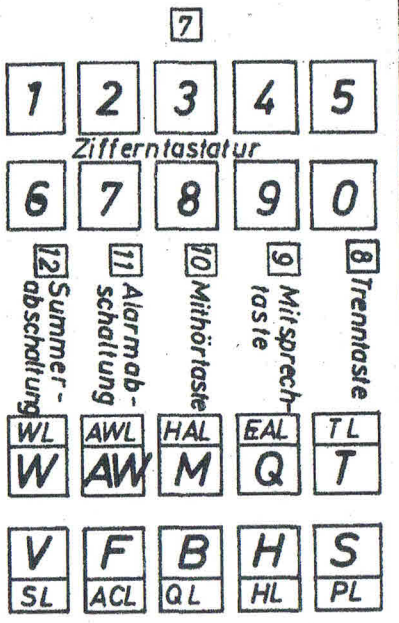 7
1 2 3 4 5
Zifferntastatur
6 7 8 9 0
12 Summer-
abschaltung
11 Alarmab-
schaltung
10 Mithörtaste
9 Mitsprech-
taste
8 Trenntaste
WL AWL HAL EAL TL
W AW M Q T
V F B H S
SL ACL QL HL PL